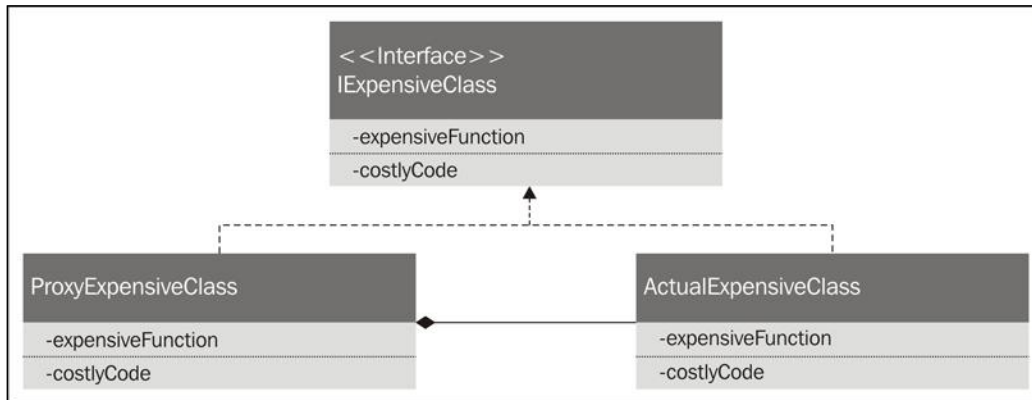 <<Interface>>
IExpensiveClass
-expensiveFunction
-costlyCode
ProxyExpensiveClass
-expensiveFunction
-costlyCode
ActualExpensiveClass
-expensiveFunction
-costlyCode